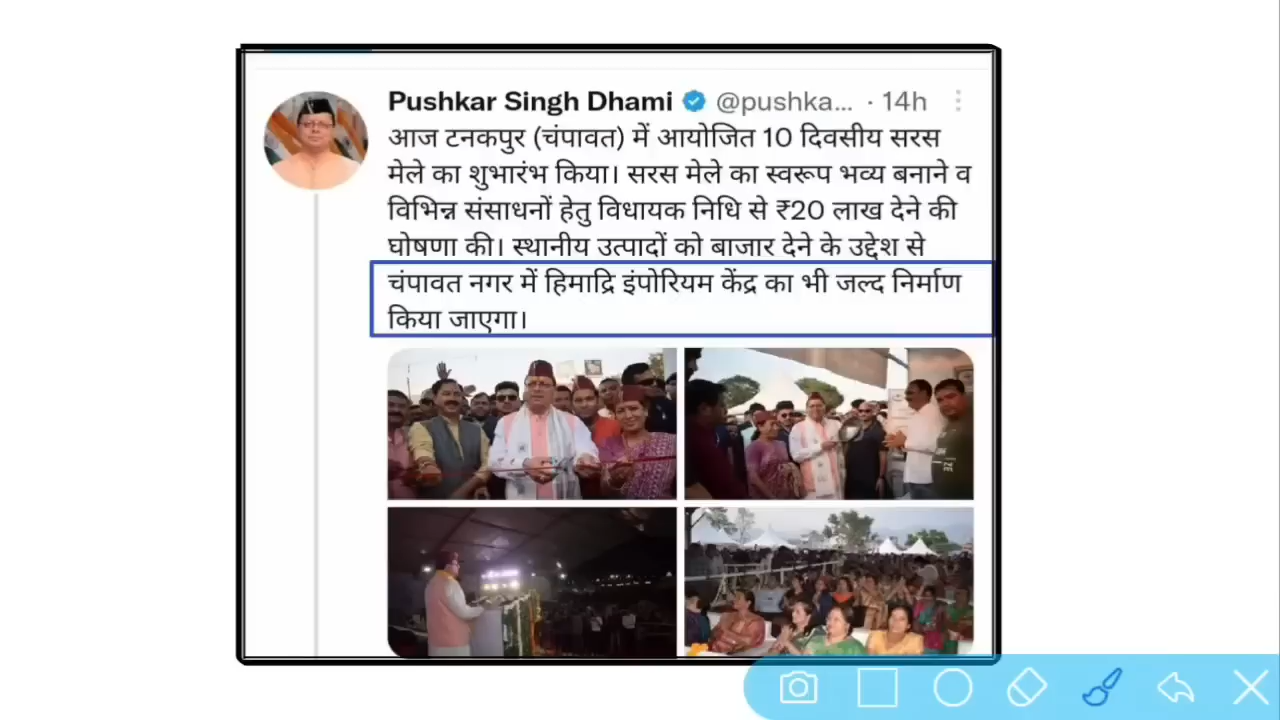 Pushkar Singh Dhami @pushka... · 14h
आज टनकपुर (चंपावत) में आयोजित 10 दिवसीय सरस
मेले का शुभारंभ किया। सरस मेले का स्वरूप भव्य बनाने व
विभिन्न संसाधनों हेतु विधायक निधि से ₹20 लाख देने की
घोषणा की। स्थानीय उत्पादों को बाजार देने के उद्देश से
चंपावत नगर में हिमाद्रि इंपोरियम केंद्र का भी जल्द निर्माण
किया जाएगा।